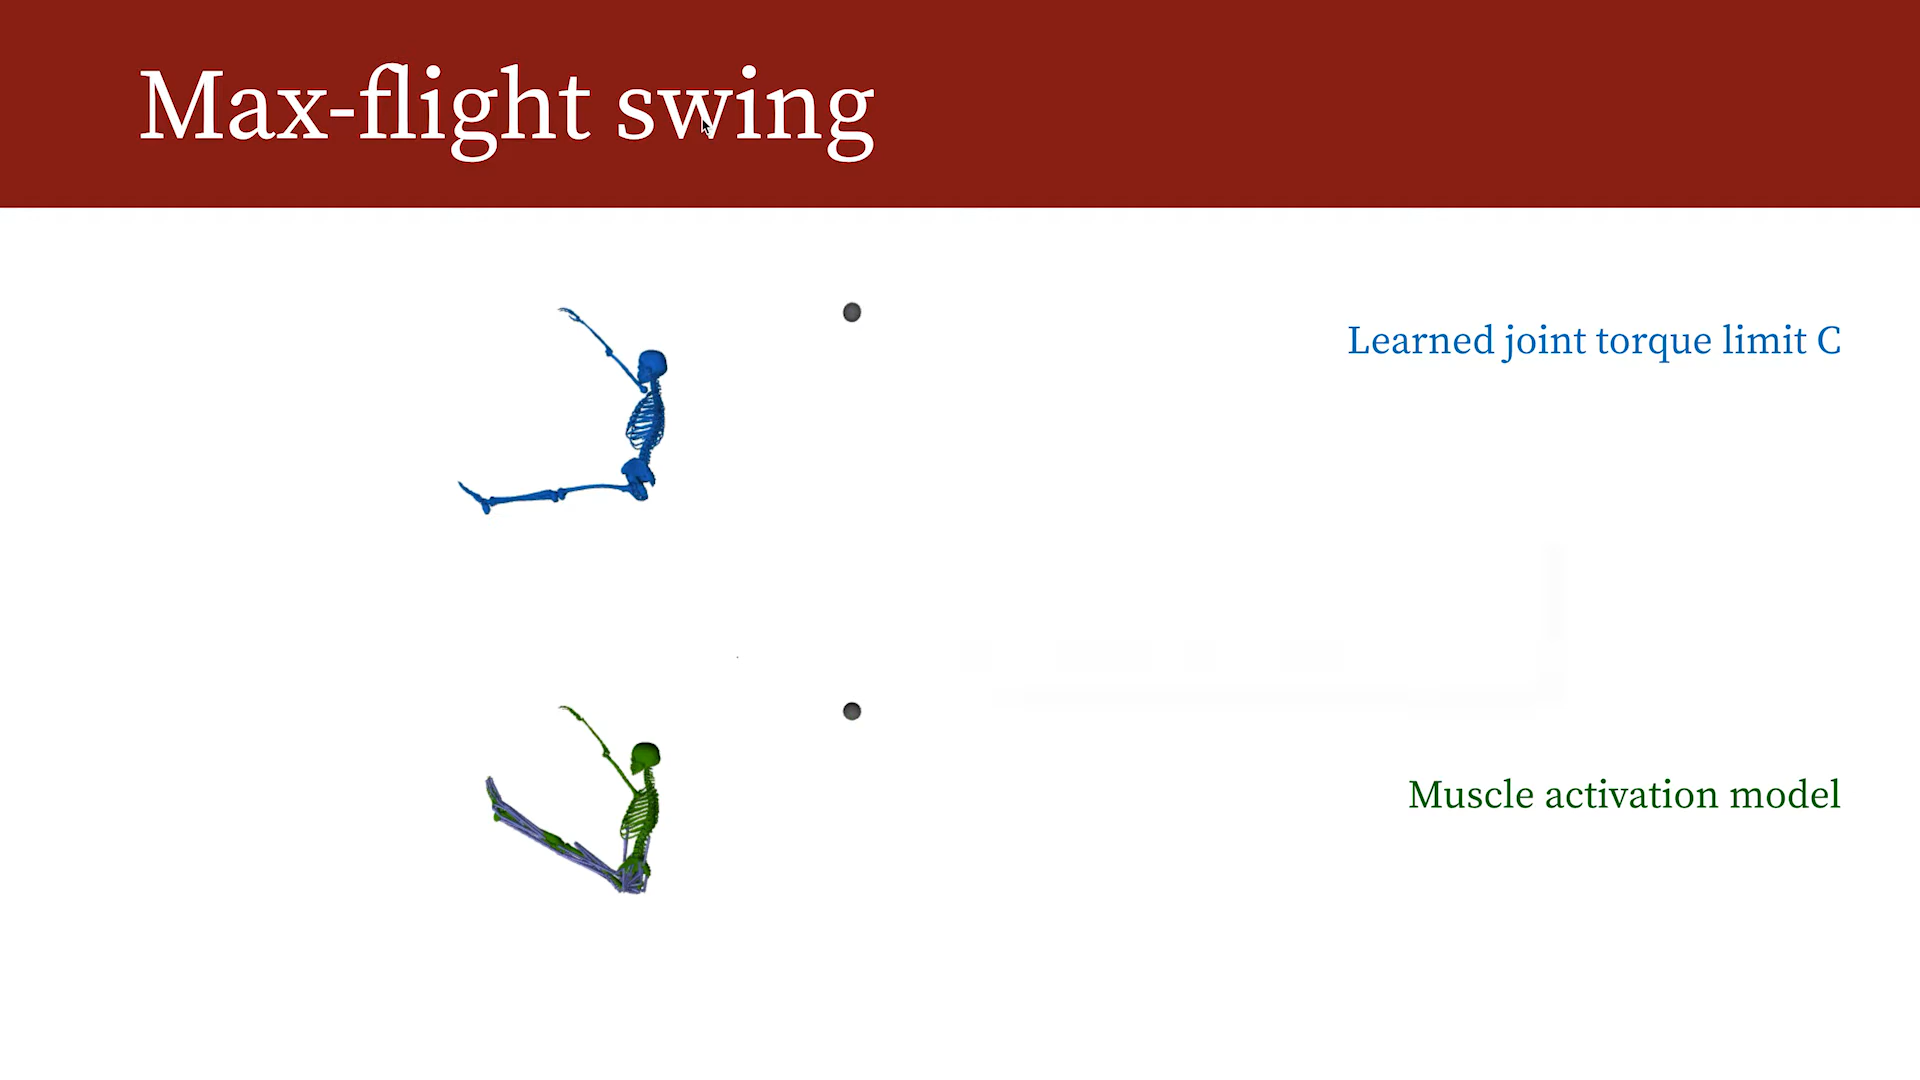 Max-flight swing
Learned joint torque limit C
Muscle activation model